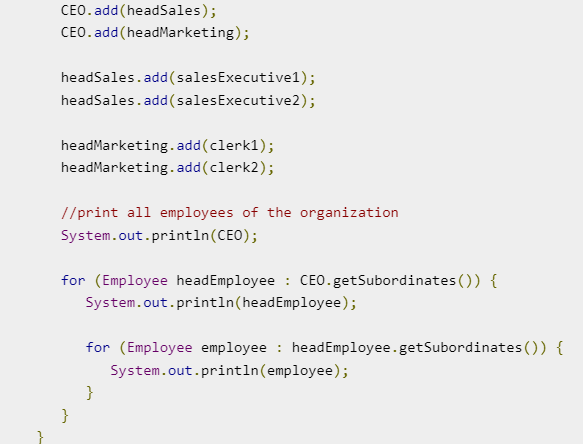 CEO.add(headSales);
CEO.add(headMarketing);
headSales.add(salesExecutive1);
headSales.add(salesExecutive2);
headMarketing.add(clerk1);
headMarketing.add(clerk2);
//print all employees of the organization
System.out.println(CEO);
for (Employee headEmployee : CEO.getSubordinates()) {
System.out.println(headEmployee);
for (Employee employee : headEmployee.getSubordinates()) {
System.out.println(employee);
}
}
}